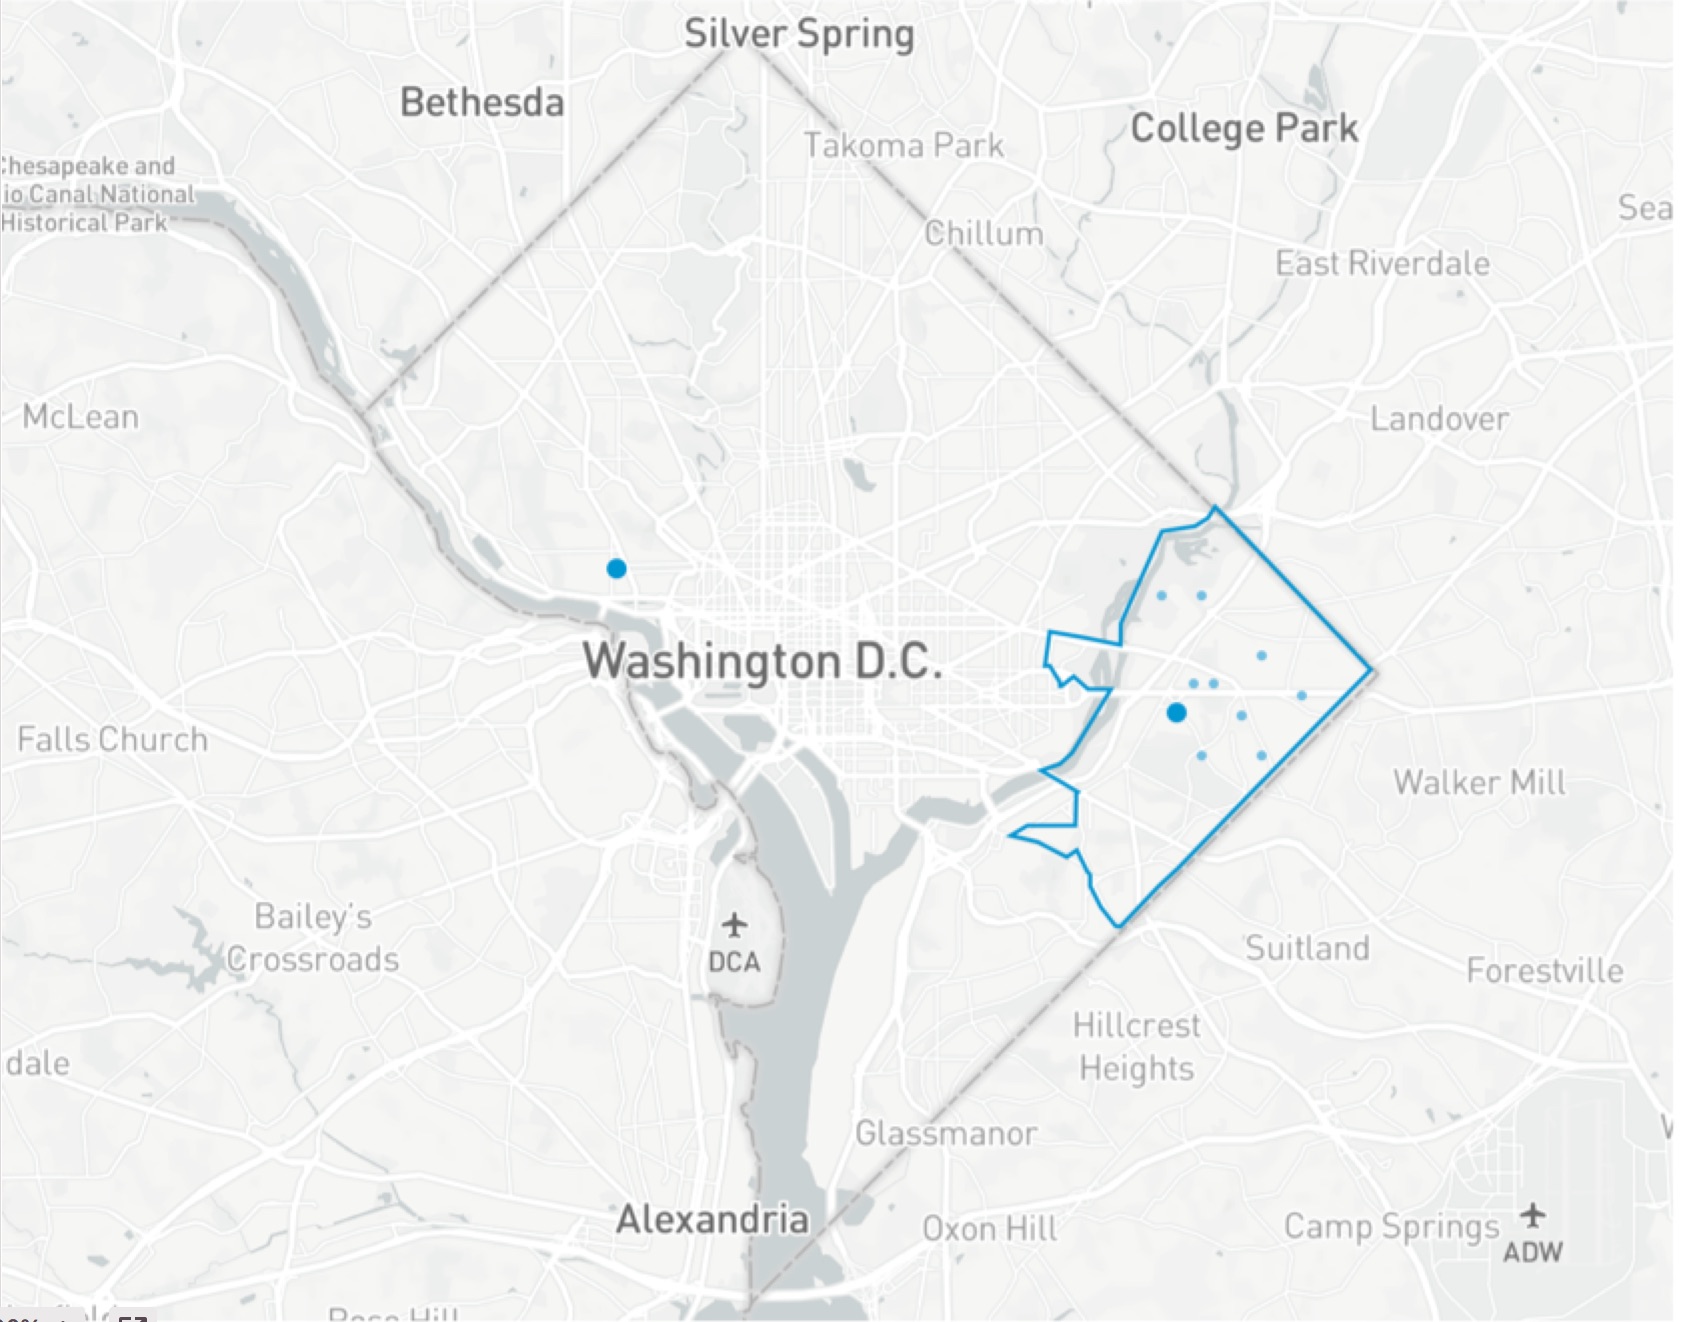 Silver Spring
Bethesda
College Park
Takoma Park
Chesapeake and
io Canal National
Historical Park
Sea
Chillum
East Riverdale
McLean
Landover
Washington D.C.
Falls Church
Walker Mill
Bailey's
Crossroads
DCA
Suitland
Forestville
Hillcrest
Heights
dale
Glassmanor
Alexandria
Oxon Hill
Camp Springs
ADW
Rose Hill